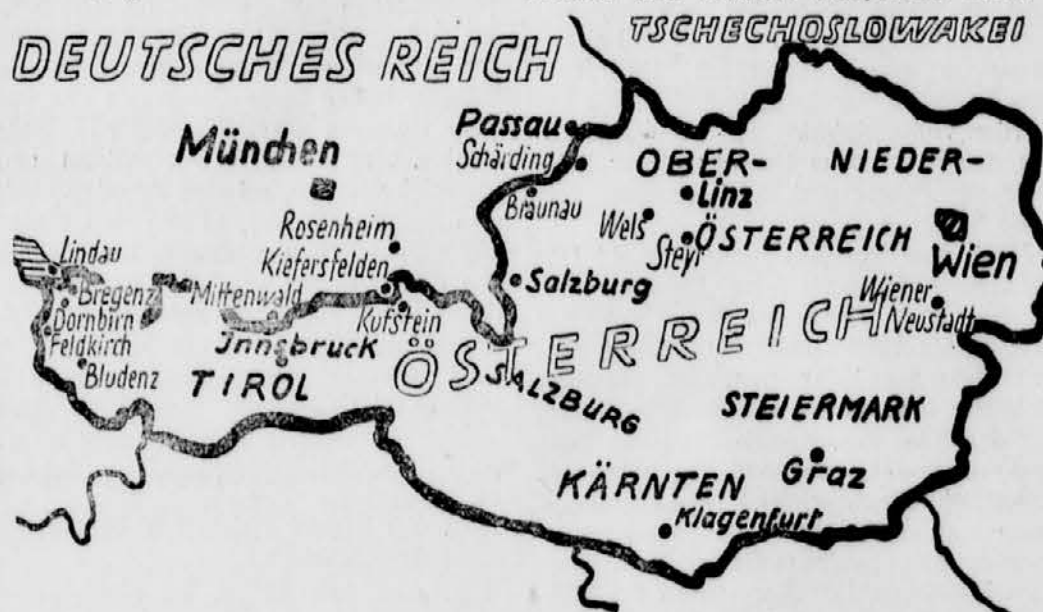 TSCHECHOSLOWAKEI
DEUTSCHES REICH
Passau
München
Schärding
OBER-
NIEDER-
Linz
Braunau
Wels
Steyr
ÖSTERREICH
Rosenheim
Wien
Lindau
Kiefersfelden
Salzburg
Bregenz
Mittenwald
Wiener
Neustadt
Dornbirn
Kufstein
Feldkirch
Innsbruck
ÖSTERREICH
Bludenz
TIROL
SALZBURG
STEIERMARK
KÄRNTEN
Graz
Klagenfurt